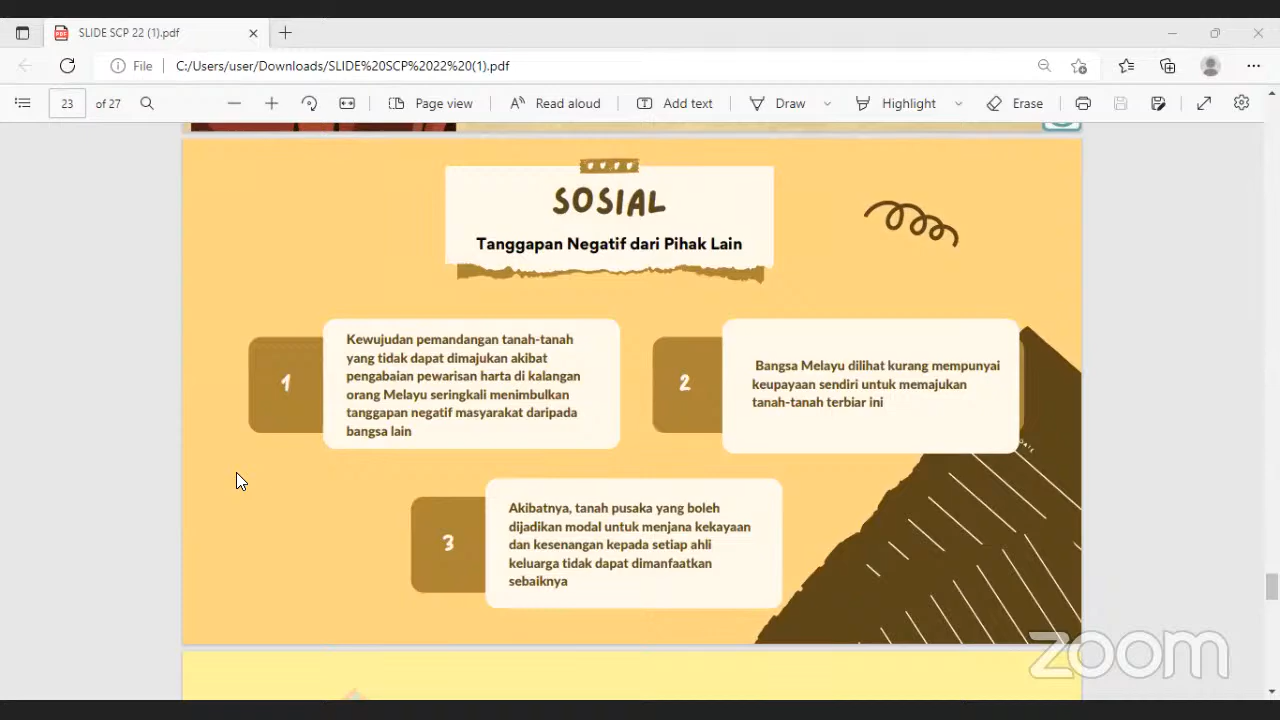 SLIDE SCP 22 (1).pdf
File
C:/Users/user/Downloads/SLIDE%20SCP%2022%20(1).pdf
23 of 27
Page view
Read aloud
Add text
Draw
Highlight
Erase
SOSIAL
Tanggapan Negatif dari Pihak Lain
1
Kewujudan pemandangan tanah-tanah
yang tidak dapat dimajukan akibat
pengabaian pewarisan harta di kalangan
orang Melayu seringkali menimbulkan
tanggapan negatif masyarakat daripada
bangsa lain
2
Bangsa Melayu dilihat kurang mempunyai
keupayaan sendiri untuk memajukan
tanah-tanah terbiar ini
3
Akibatnya, tanah pusaka yang boleh
dijadikan modal untuk menjana kekayaan
dan kesenangan kepada setiap ahli
keluarga tidak dapat dimanfaatkan
sebaiknya
zoom